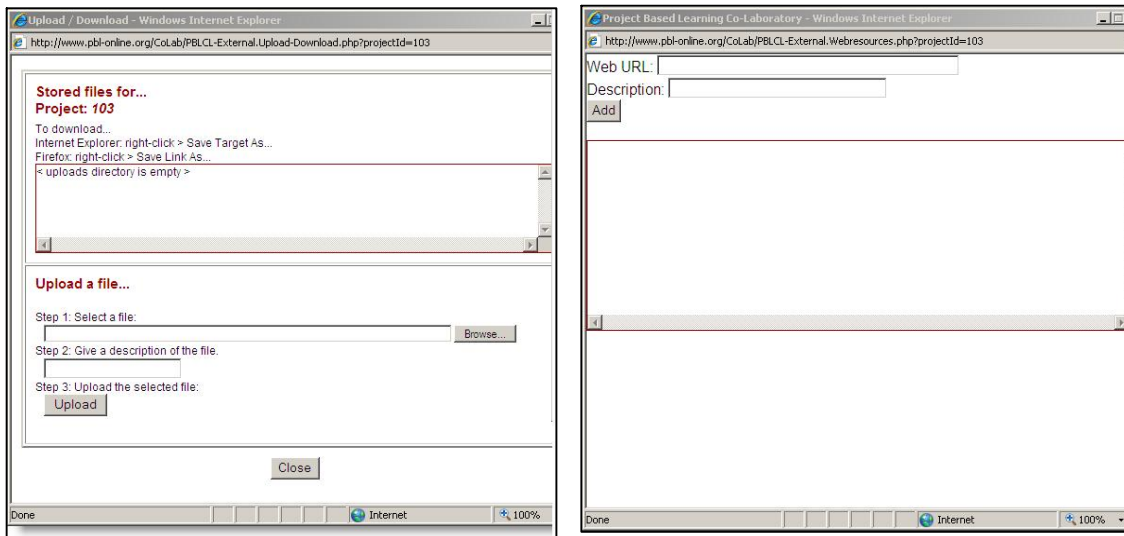 Upload / Download - Windows Internet Explorer
http://www.pbl-online.org/CoLab/PBLCL-External.Upload-Download.php?projectId=103
Stored files for...
Project: 103
To download...
Internet Explorer: right-click > Save Target As...
Firefox: right-click > Save Link As...
< uploads directory is empty >
Upload a file...
Step 1: Select a file:
Browse...
Step 2: Give a description of the file.
Step 3: Upload the selected file:
Upload
Close
Done
Internet
100%
Project Based Learning Co-Laboratory - Windows Internet Explorer
http://www.pbl-online.org/CoLab/PBLCL-External.Webresources.php?projectId=103
Web URL:
Description:
Add
Done
Internet
100%